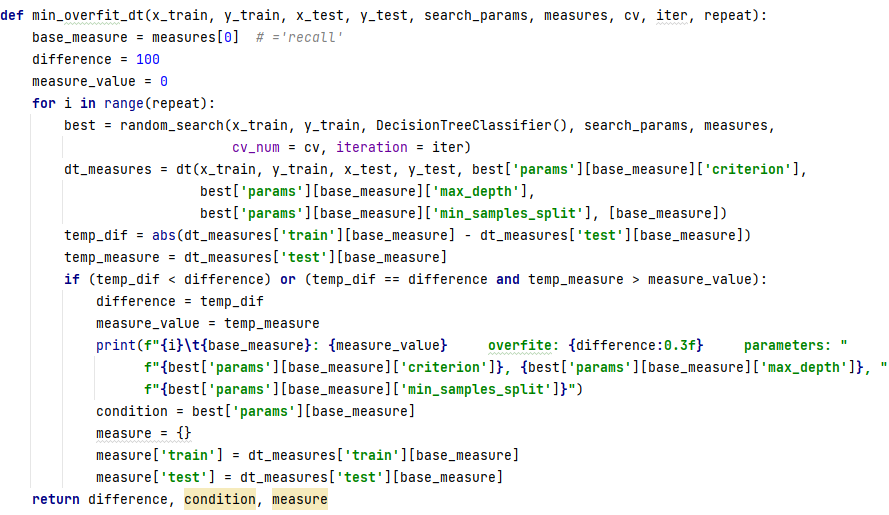 def min_overfit_dt(x_train, y_train, x_test, y_test, search_params, measures, cv, iter, repeat):
    base_measure = measures[0]  # ='recall'
    difference = 100
    measure_value = 0
    for i in range(repeat):
        best = random_search(x_train, y_train, DecisionTreeClassifier(), search_params, measures,
                             cv_num = cv, iteration = iter)
        dt_measures = dt(x_train, y_train, x_test, y_test, best['params'][base_measure]['criterion'],
                         best['params'][base_measure]['max_depth'],
                         best['params'][base_measure]['min_samples_split'], [base_measure])
        temp_dif = abs(dt_measures['train'][base_measure] - dt_measures['test'][base_measure])
        temp_measure = dt_measures['test'][base_measure]
        if (temp_dif < difference) or (temp_dif == difference and temp_measure > measure_value):
            difference = temp_dif
            measure_value = temp_measure
            print(f"{i}\t{base_measure}: {measure_value}     overfite: {difference:0.3f}     parameters: "
                  f"{best['params'][base_measure]['criterion']}, {best['params'][base_measure]['max_depth']}, "
                  f"{best['params'][base_measure]['min_samples_split']}")
            condition = best['params'][base_measure]
            measure = {}
            measure['train'] = dt_measures['train'][base_measure]
            measure['test'] = dt_measures['test'][base_measure]
    return difference, condition, measure